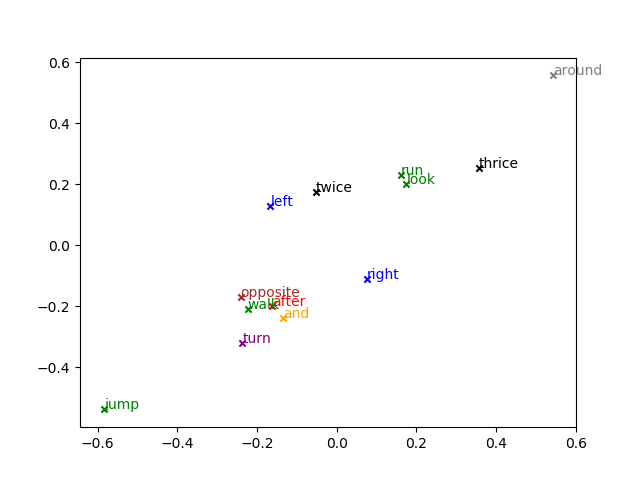 0.6
around
0.4
run
thrice
look
0.2
twice
left
0.0
right
opposite
after
walk
−0.2
and
turn
−0.4
jump
−0.6
−0.4
−0.2
0.0
0.2
0.4
0.6